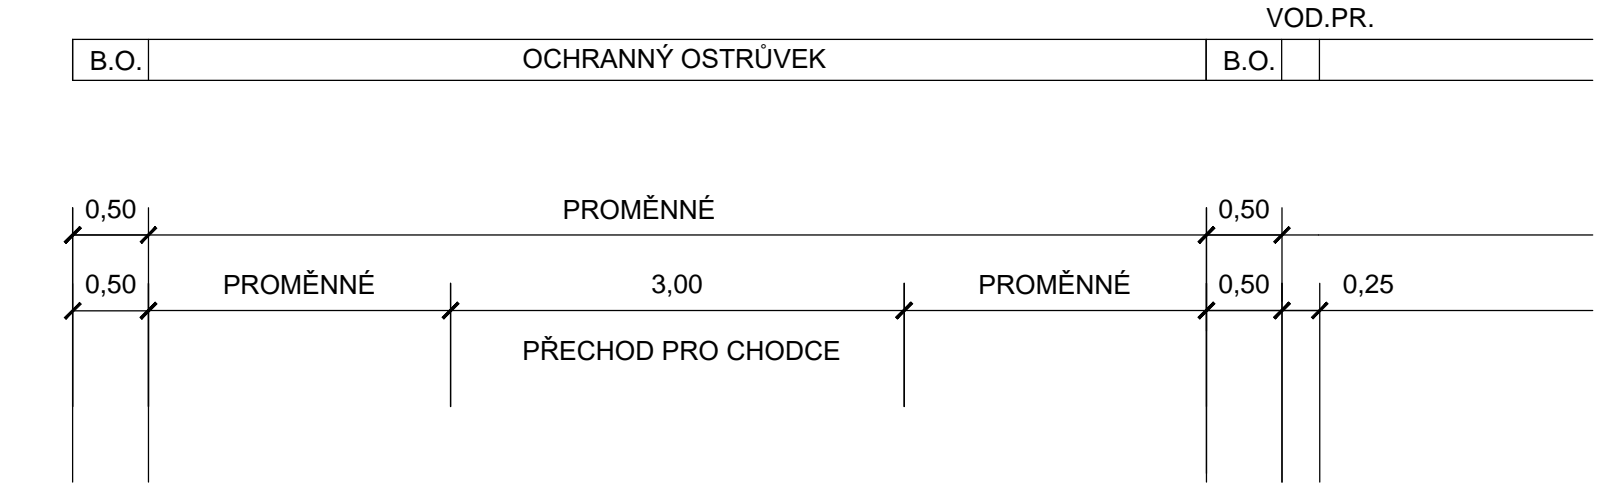 VOD.PR.
B.O. OCHRANNÝ OSTRŮVEK B.O.
0,50 PROMĚNNÉ 0,50
0,50 PROMĚNNÉ 3,00 PROMĚNNÉ 0,50 0,25
PŘECHOD PRO CHODCE